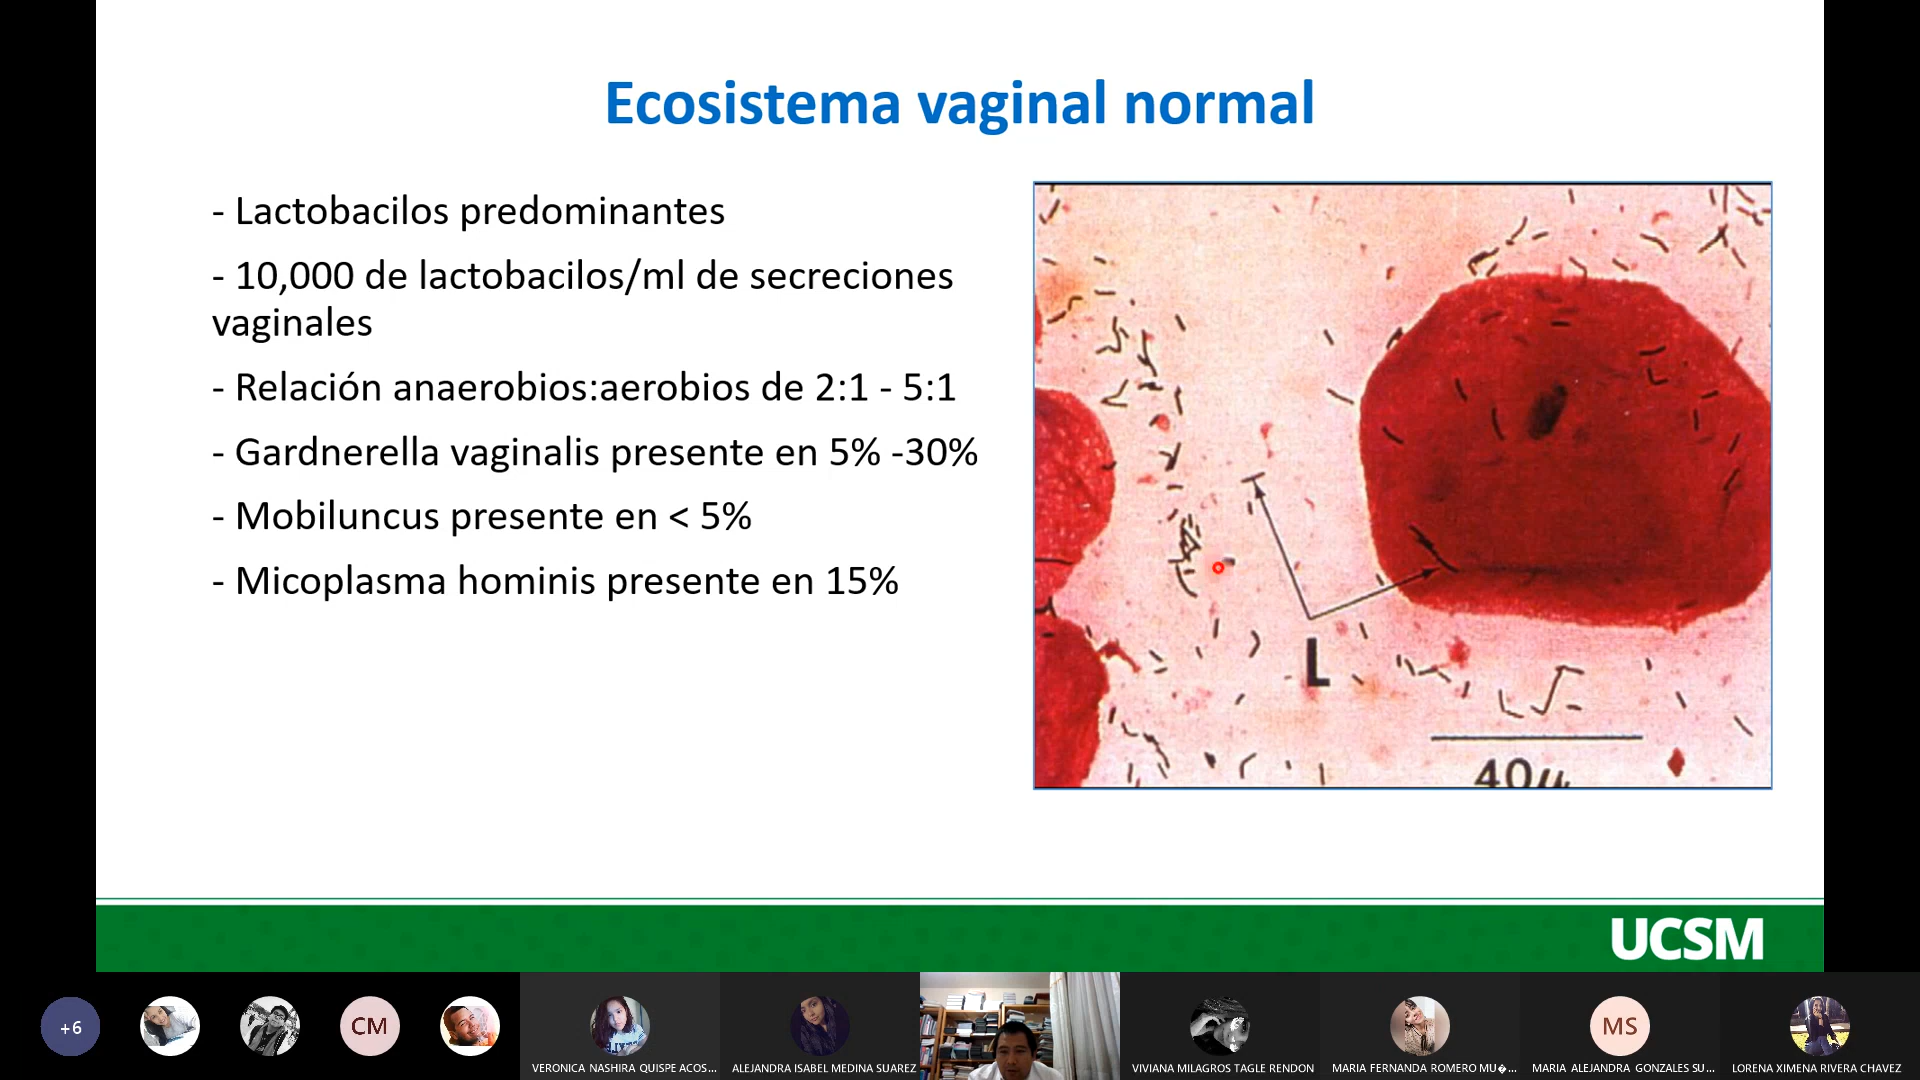 Ecosistema vaginal normal
- Lactobacilos predominantes
- 10,000 de lactobacilos/ml de secreciones
vaginales
- Relación anaerobios:aerobios de 2:1 - 5:1
- Gardnerella vaginalis presente en 5% -30%
- Mobiluncus presente en < 5%
- Micoplasma hominis presente en 15%
L
40µ
UCSM
+6
CM
MS
VERONICA NASHIRA QUISPE ACOS...
ALEJANDRA ISABEL MEDINA SUAREZ
VIVIANA MILAGROS TAGLE RENDON
MARIA FERNANDA ROMERO MU�...
MARIA ALEJANDRA GONZALES SU...
LORENA XIMENA RIVERA CHAVEZ